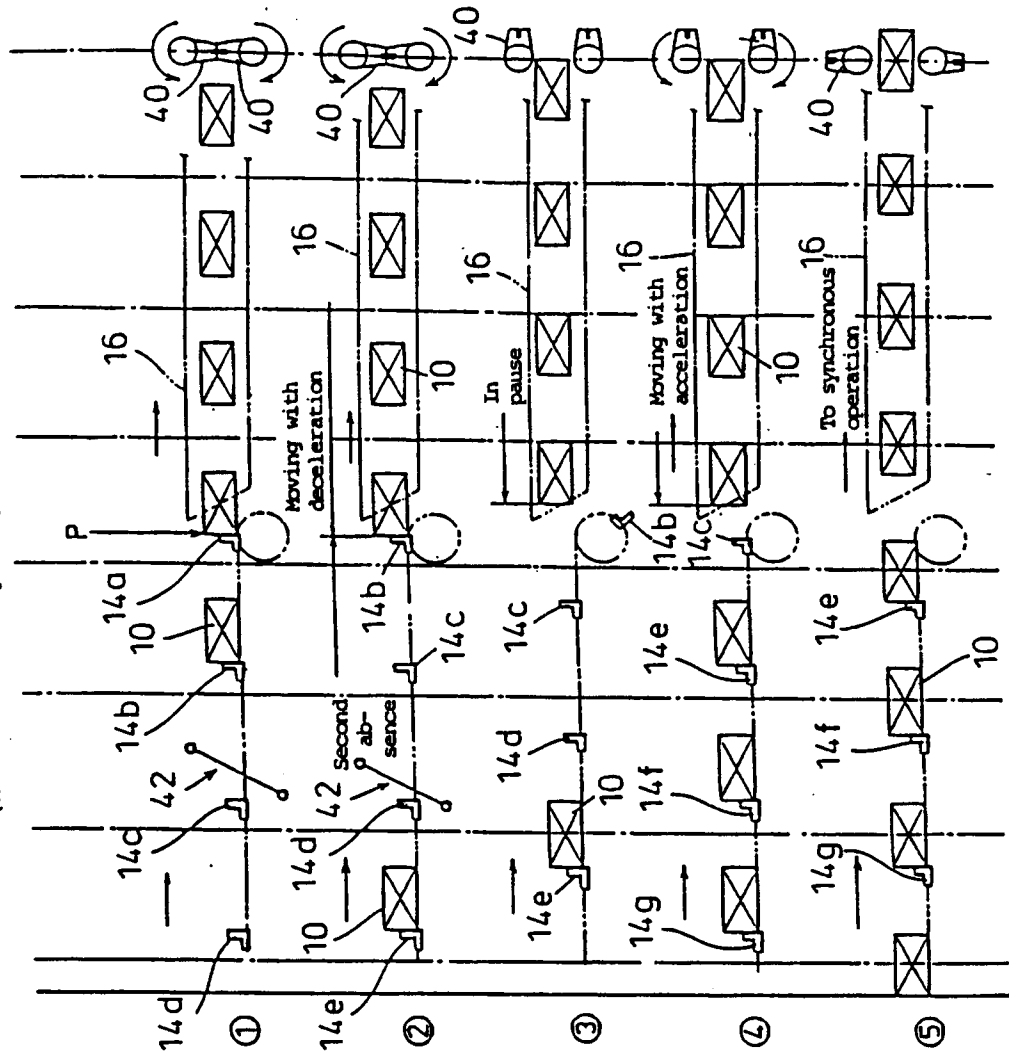 40
40
16
P
14a
10
14b
42
14c
14d
①
40
16
Moving with
deceleration
10
14b
14c
Second
ab-
sence
42
14d
10
14e
②
40
16
In
pause
14b
14c
14d
10
14e
③
16
Moving with
acceleration
10
14c
14e
14f
14g
④
40
16
To synchronous
operation
14e
10
14f
14g
⑤